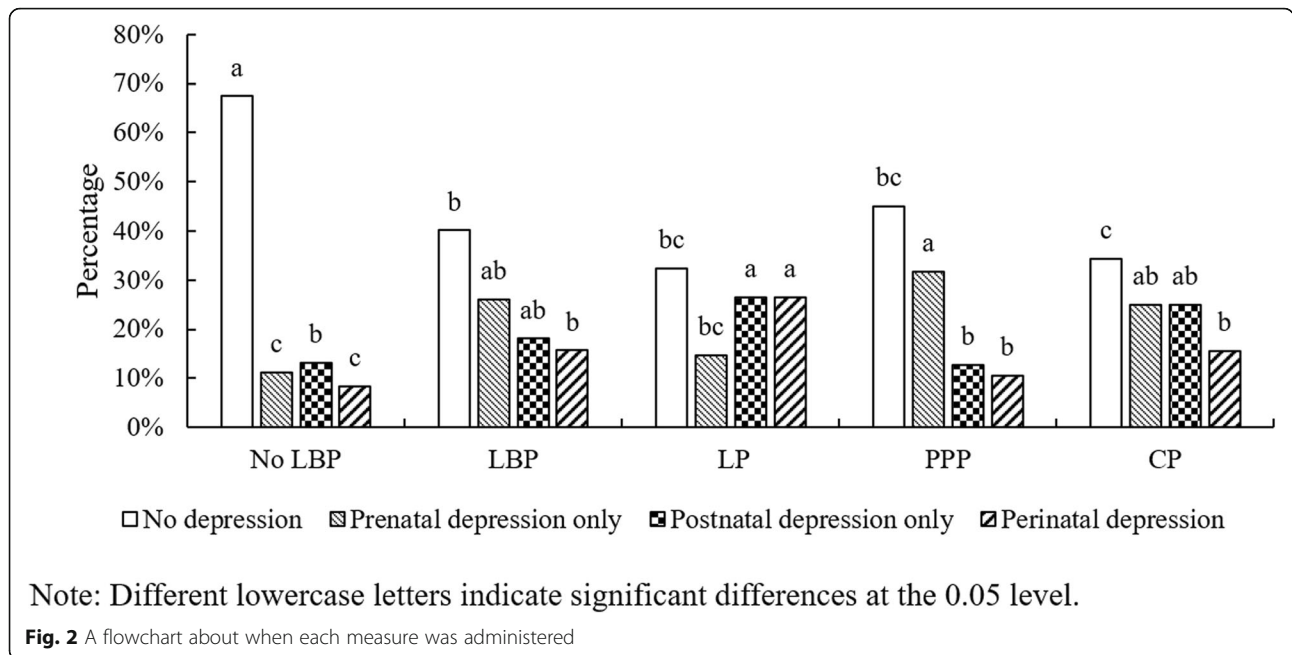 80%
70%
60%
50%
40%
30%
20%
10%
0%
Percentage
a
c
b
c
b
ab
ab
b
bc
bc
a
a
bc
a
b
b
c
ab
ab
b
No LBP LBP LP PPP CP
No depression Prenatal depression only Postnatal depression only Perinatal depression
Note: Different lowercase letters indicate significant differences at the 0.05 level.
Fig. 2 A flowchart about when each measure was administered